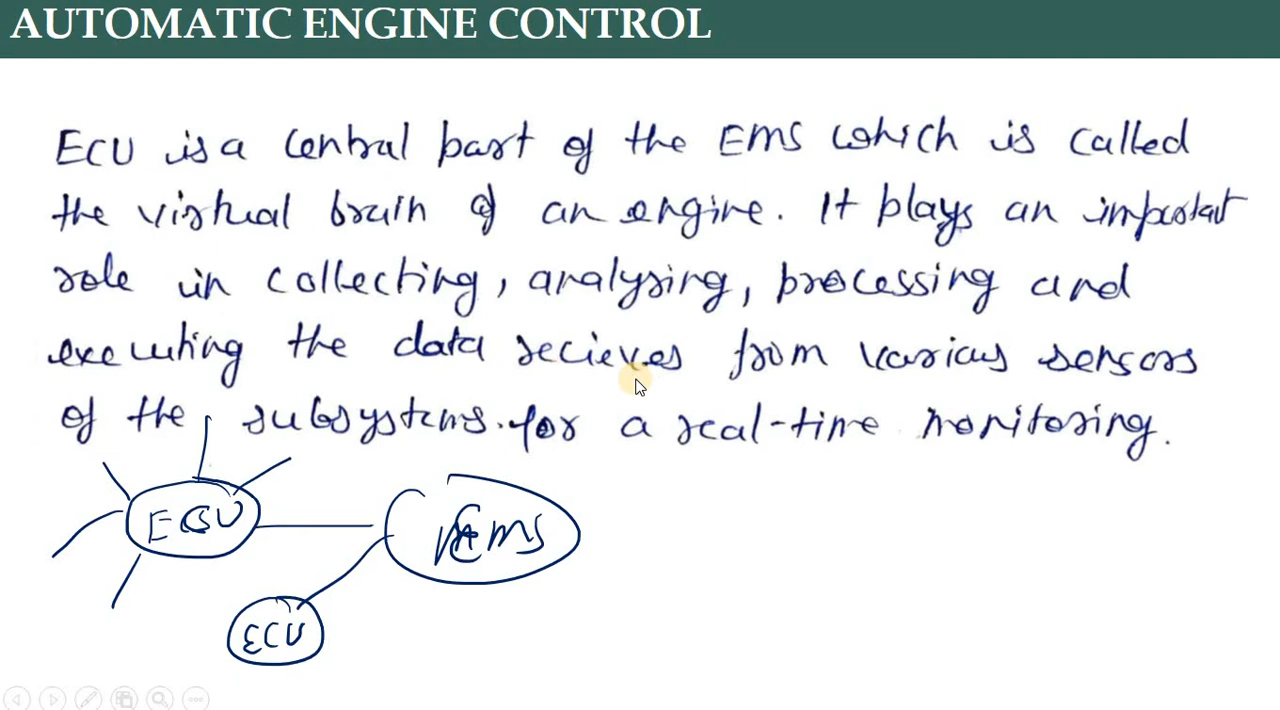 AUTOMATIC ENGINE CONTROL
ECU is a central part of the EMS which is called
the virtual brain of an engine. It plays an important
role in collecting, analysing, processing and
executing the data recieves from various sensors
of the subsystems. for a real-time monitoring.
ECU
EMS
ECU